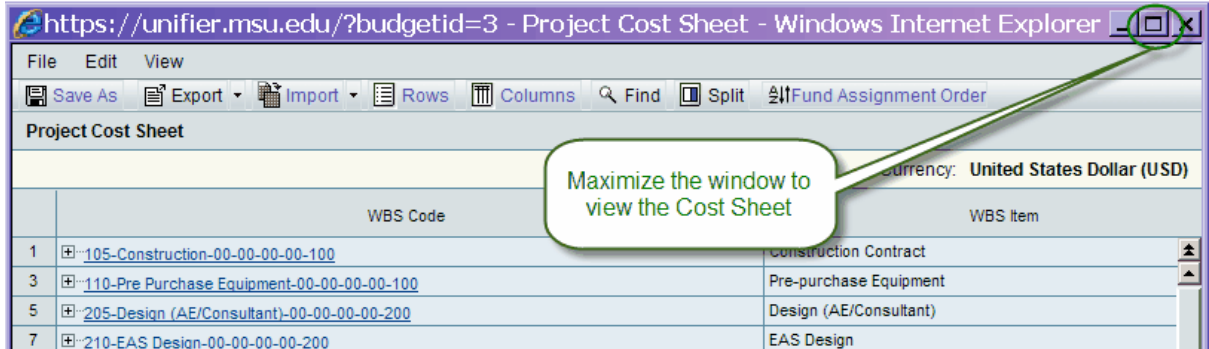 https://unifier.msu.edu/?budgetid=3 - Project Cost Sheet - Windows Internet Explorer
File Edit View
Save As Export Import Rows Columns Find Split Fund Assignment Order
Project Cost Sheet
Currency: United States Dollar (USD)
Maximize the window to
view the Cost Sheet
WBS Code WBS Item
1 105-Construction-00-00-00-00-100 Construction Contract
3 110-Pre Purchase Equipment-00-00-00-00-100 Pre-purchase Equipment
5 205-Design (AE/Consultant)-00-00-00-00-200 Design (AE/Consultant)
7 210-EAS Design-00-00-00-00-200 EAS Design